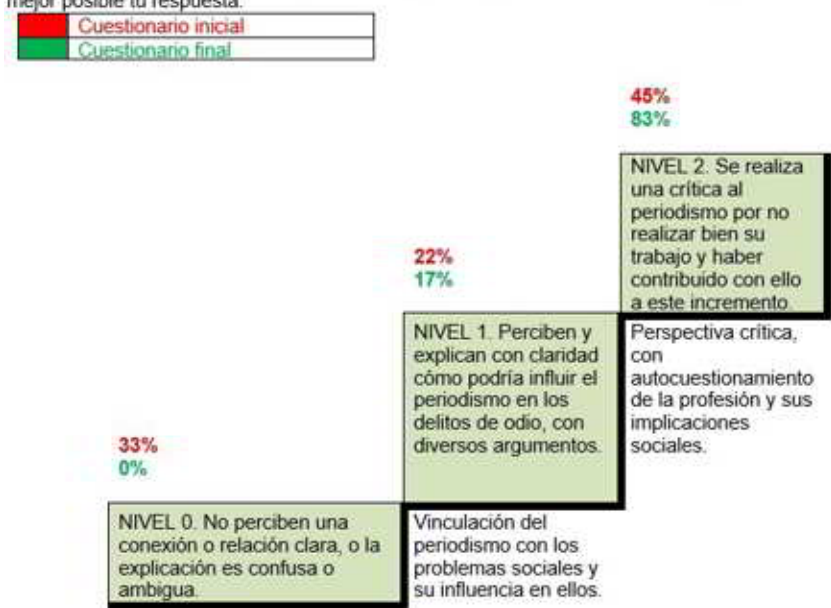 mejor posible tu respuesta.
Cuestionario inicial
Cuestionario final
45%
83%
NIVEL 2. Se realiza
una crítica al
periodismo por no
realizar bien su
trabajo y haber
contribuido con ello
a este incremento.
22%
17%
NIVEL 1. Perciben y
explican con claridad
cómo podría influir el
periodismo en los
delitos de odio, con
diversos argumentos.
Perspectiva crítica,
con
autocuestionamiento
de la profesión y sus
implicaciones
sociales.
33%
0%
NIVEL 0. No perciben una
conexión o relación clara, o la
explicación es confusa o
ambigua.
Vinculación del
periodismo con los
problemas sociales y
su influencia en ellos.